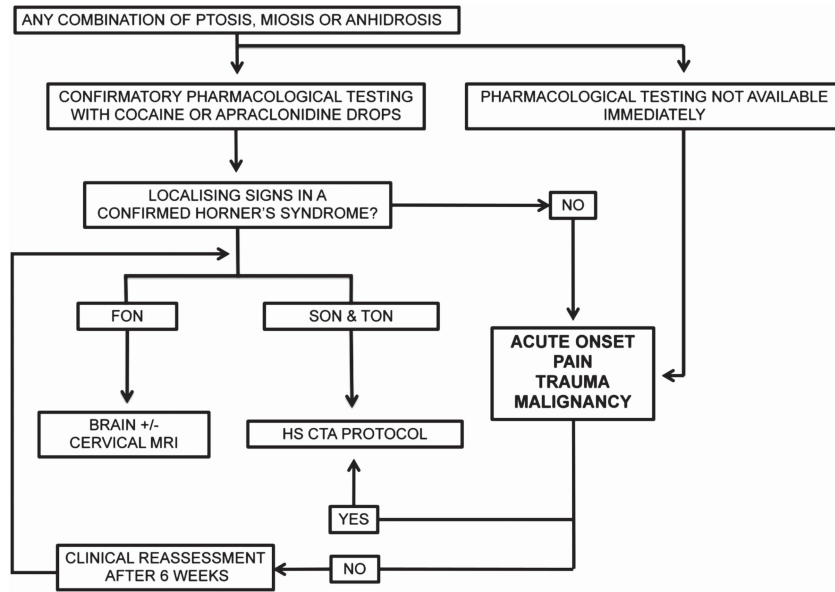 ANY COMBINATION OF PTOSIS, MIOSIS OR ANHIDROSIS
CONFIRMATORY PHARMACOLOGICAL TESTING
WITH COCAINE OR APRACLONIDINE DROPS
PHARMACOLOGICAL TESTING NOT AVAILABLE
IMMEDIATELY
LOCALISING SIGNS IN A
CONFIRMED HORNER'S SYNDROME?
NO
FON
SON & TON
ACUTE ONSET
PAIN
TRAUMA
MALIGNANCY
BRAIN +/-
CERVICAL MRI
HS CTA PROTOCOL
YES
CLINICAL REASSESSMENT
AFTER 6 WEEKS
NO